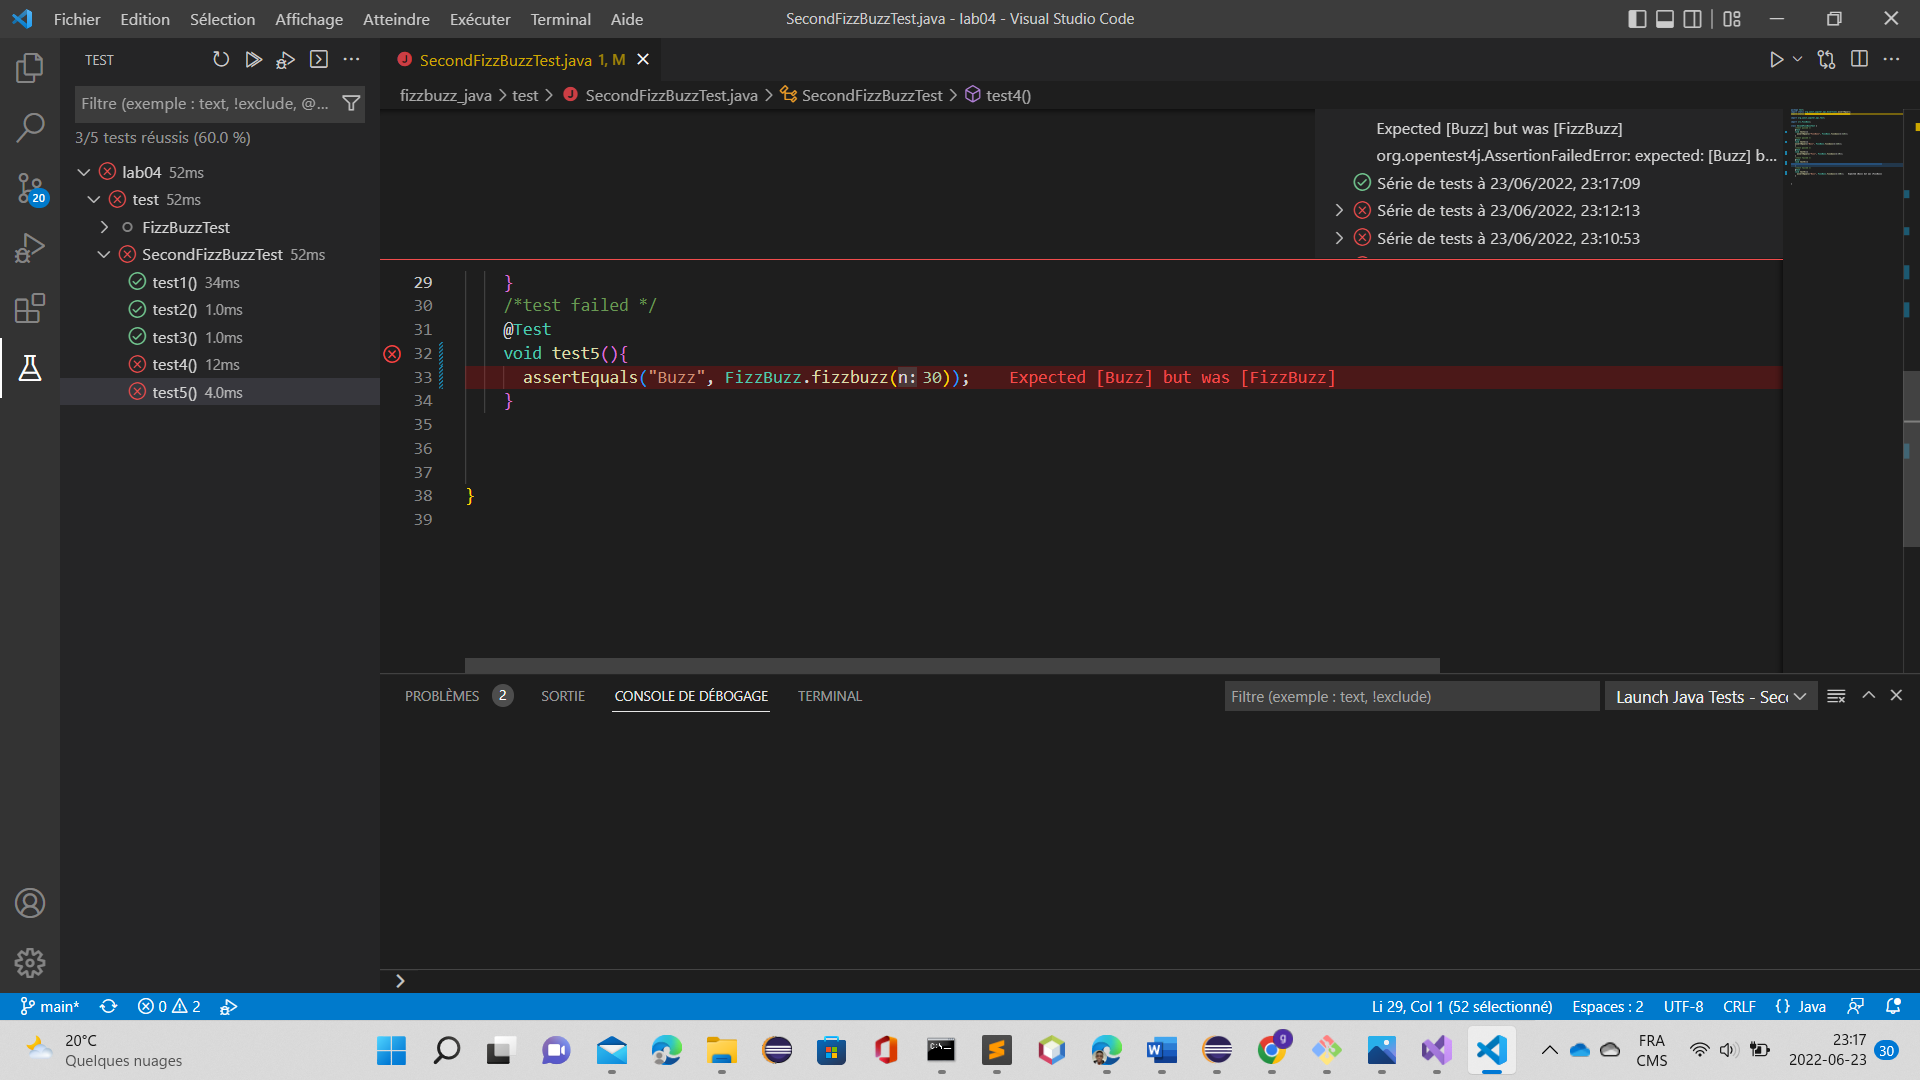 Fichier Edition Sélection Affichage Atteindre Exécuter Terminal Aide
SecondFizzBuzzTest.java - lab04 - Visual Studio Code
TEST
Filtre (exemple : text, !exclude, @...
3/5 tests réussis (60.0 %)
lab04 52ms
test 52ms
FizzBuzzTest
SecondFizzBuzzTest 52ms
test1() 34ms
test2() 1.0ms
test3() 1.0ms
test4() 12ms
test5() 4.0ms
20
SecondFizzBuzzTest.java 1, M
fizzbuzz_java > test > SecondFizzBuzzTest.java > SecondFizzBuzzTest > test4()
Expected [Buzz] but was [FizzBuzz]
org.opentest4j.AssertionFailedError: expected: [Buzz] b...
Série de tests à 23/06/2022, 23:17:09
Série de tests à 23/06/2022, 23:12:13
Série de tests à 23/06/2022, 23:10:53
29 }
30 /*test failed */
31 @Test
32 void test5(){
33 assertEquals("Buzz", FizzBuzz.fizzbuzz(n: 30)); Expected [Buzz] but was [FizzBuzz]
34 }
35
36
37
38 }
39
PROBLÈMES 2 SORTIE CONSOLE DE DÉBOGAGE TERMINAL
Filtre (exemple : text, !exclude)
Launch Java Tests - Sec
main* 0 2
Li 29, Col 1 (52 sélectionné) Espaces : 2 UTF-8 CRLF {} Java
20°C
Quelques nuages
g
FRA
CMS
23:17
2022-06-23
30